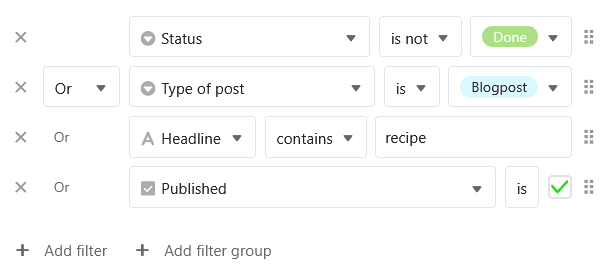 Status is not Done
Or Type of post is Blogpost
Or Headline contains recipe
Or Published is
Add filter Add filter group